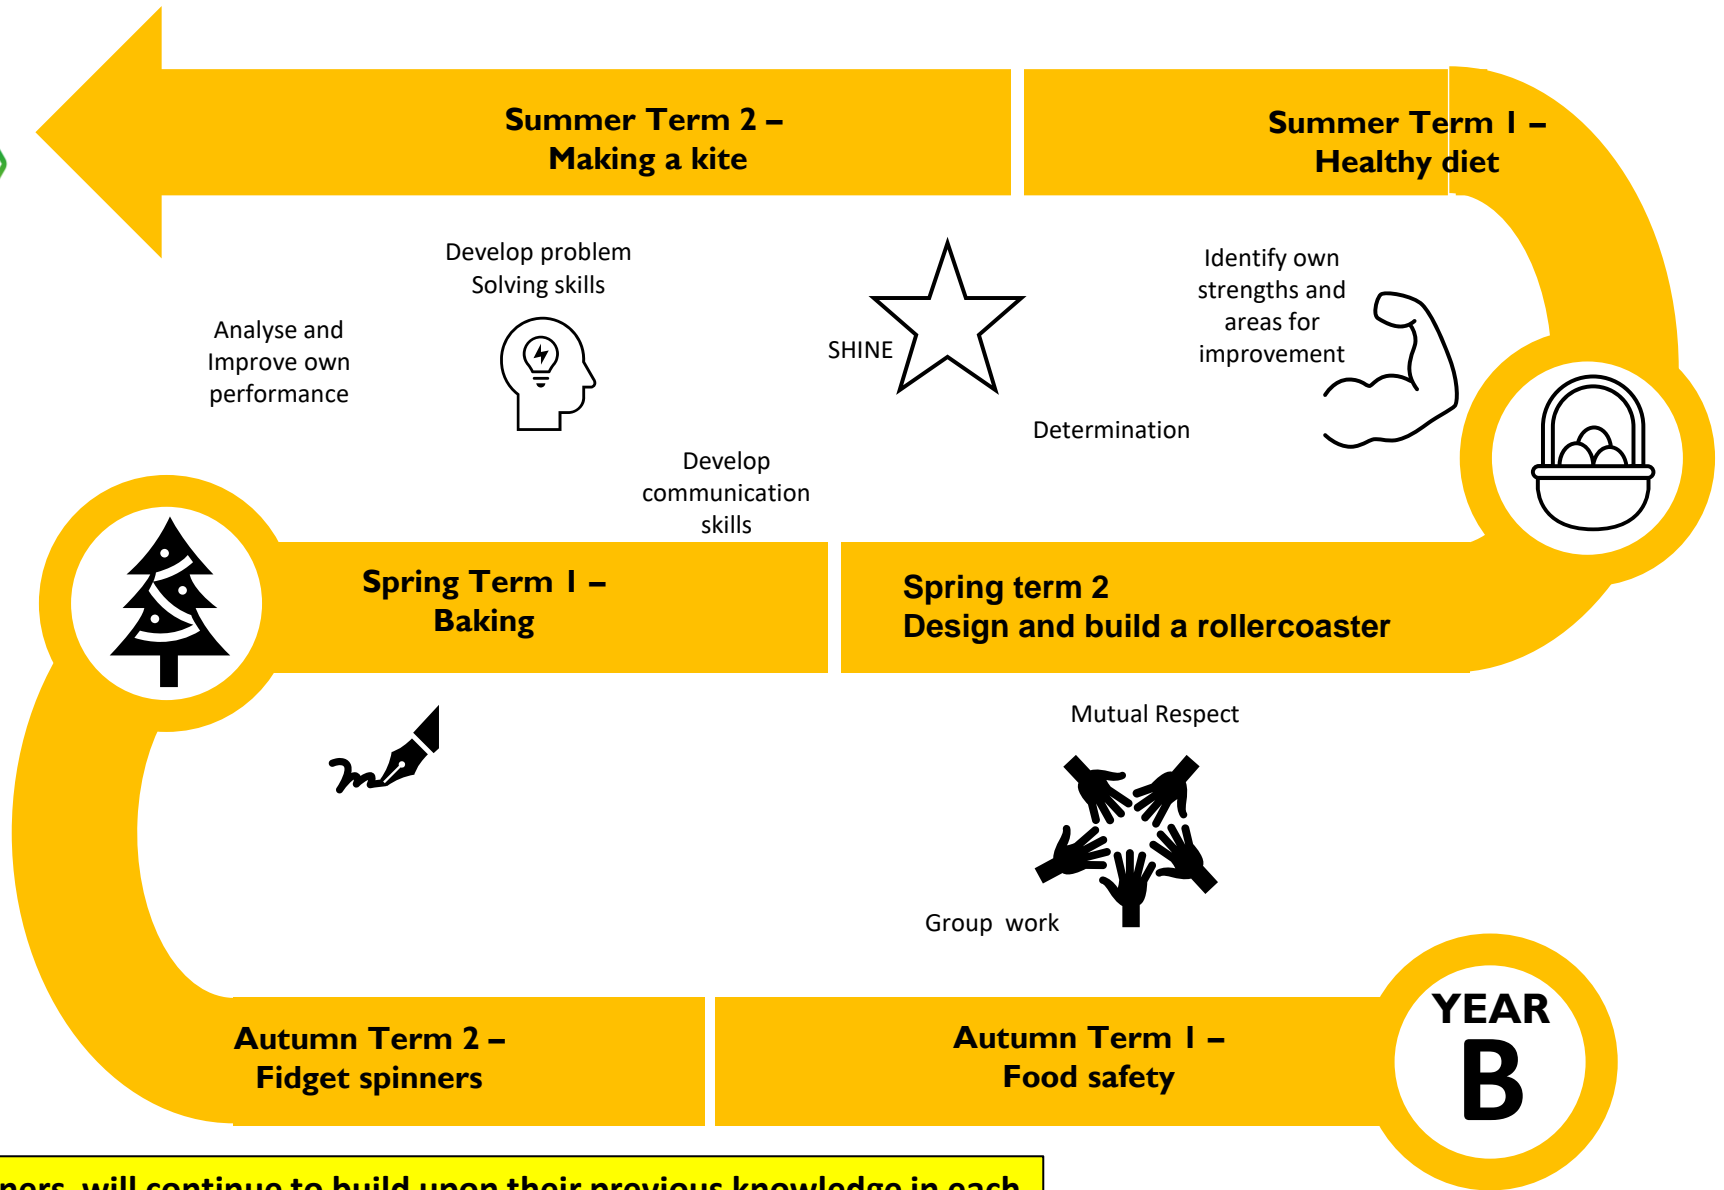 Summer Term 2 –
Making a kite
Summer Term 1 –
Healthy diet
Develop problem
Solving skills
Analyse and
Improve own
performance
SHINE
Identify own
strengths and
areas for
improvement
Determination
Develop
communication
skills
Spring Term 1 –
Baking
Spring term 2
Design and build a rollercoaster
Mutual Respect
Group work
Autumn Term 2 –
Fidget spinners
Autumn Term 1 –
Food safety
YEAR
B
will continue to build upon their previous knowledge in each